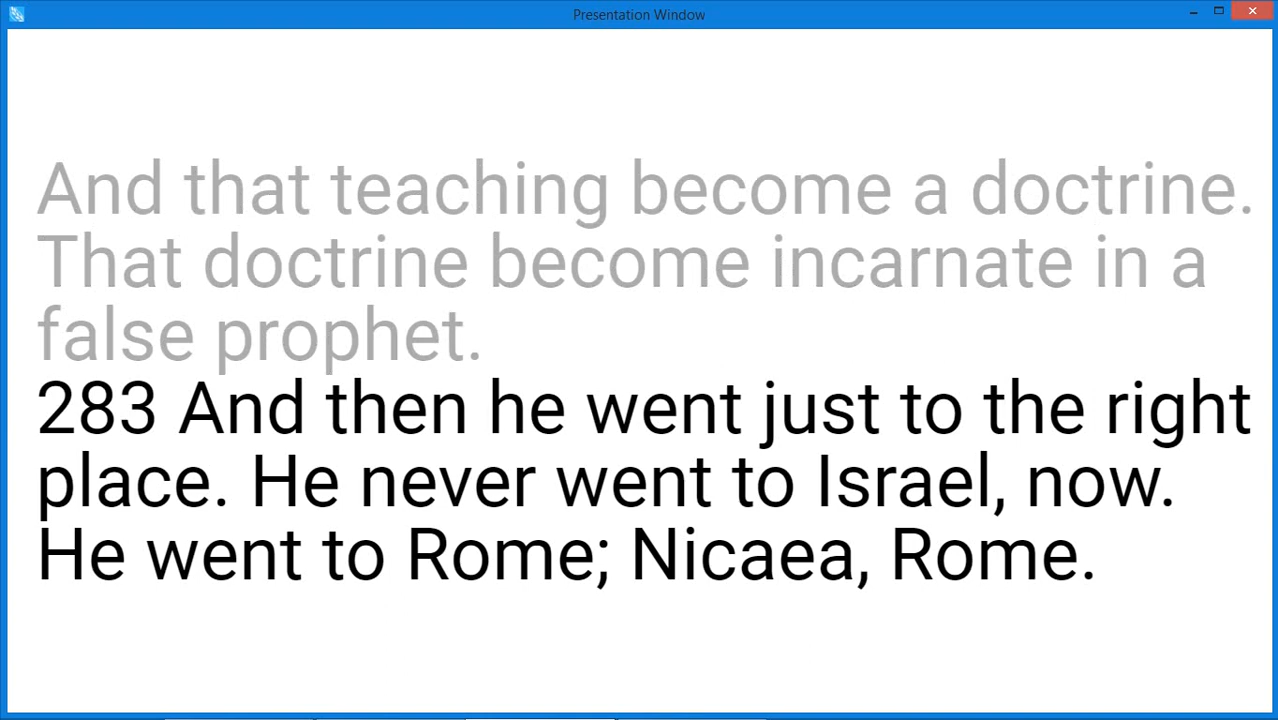 Presentation Window
And that teaching become a doctrine.
That doctrine become incarnate in a
false prophet.
283 And then he went just to the right
place. He never went to Israel, now.
He went to Rome; Nicaea, Rome.